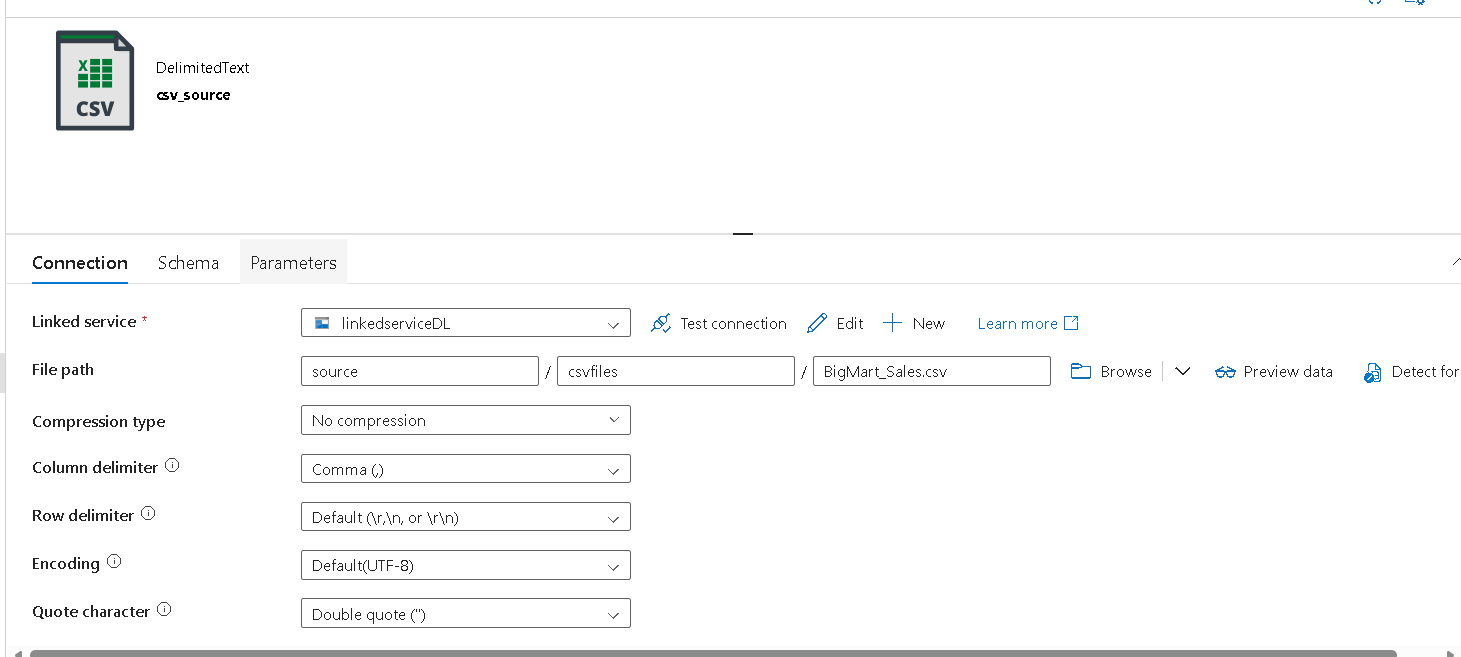 CSV
DelimitedText
csv_source
Connection Schema Parameters
Linked service * linkedserviceDL Test connection Edit New Learn more
File path source / csvfiles / BigMart_Sales.csv Browse Preview data Detect for
Compression type No compression
Column delimiter Comma (,)
Row delimiter Default (\r,\n, or \r\n)
Encoding Default(UTF-8)
Quote character Double quote (")